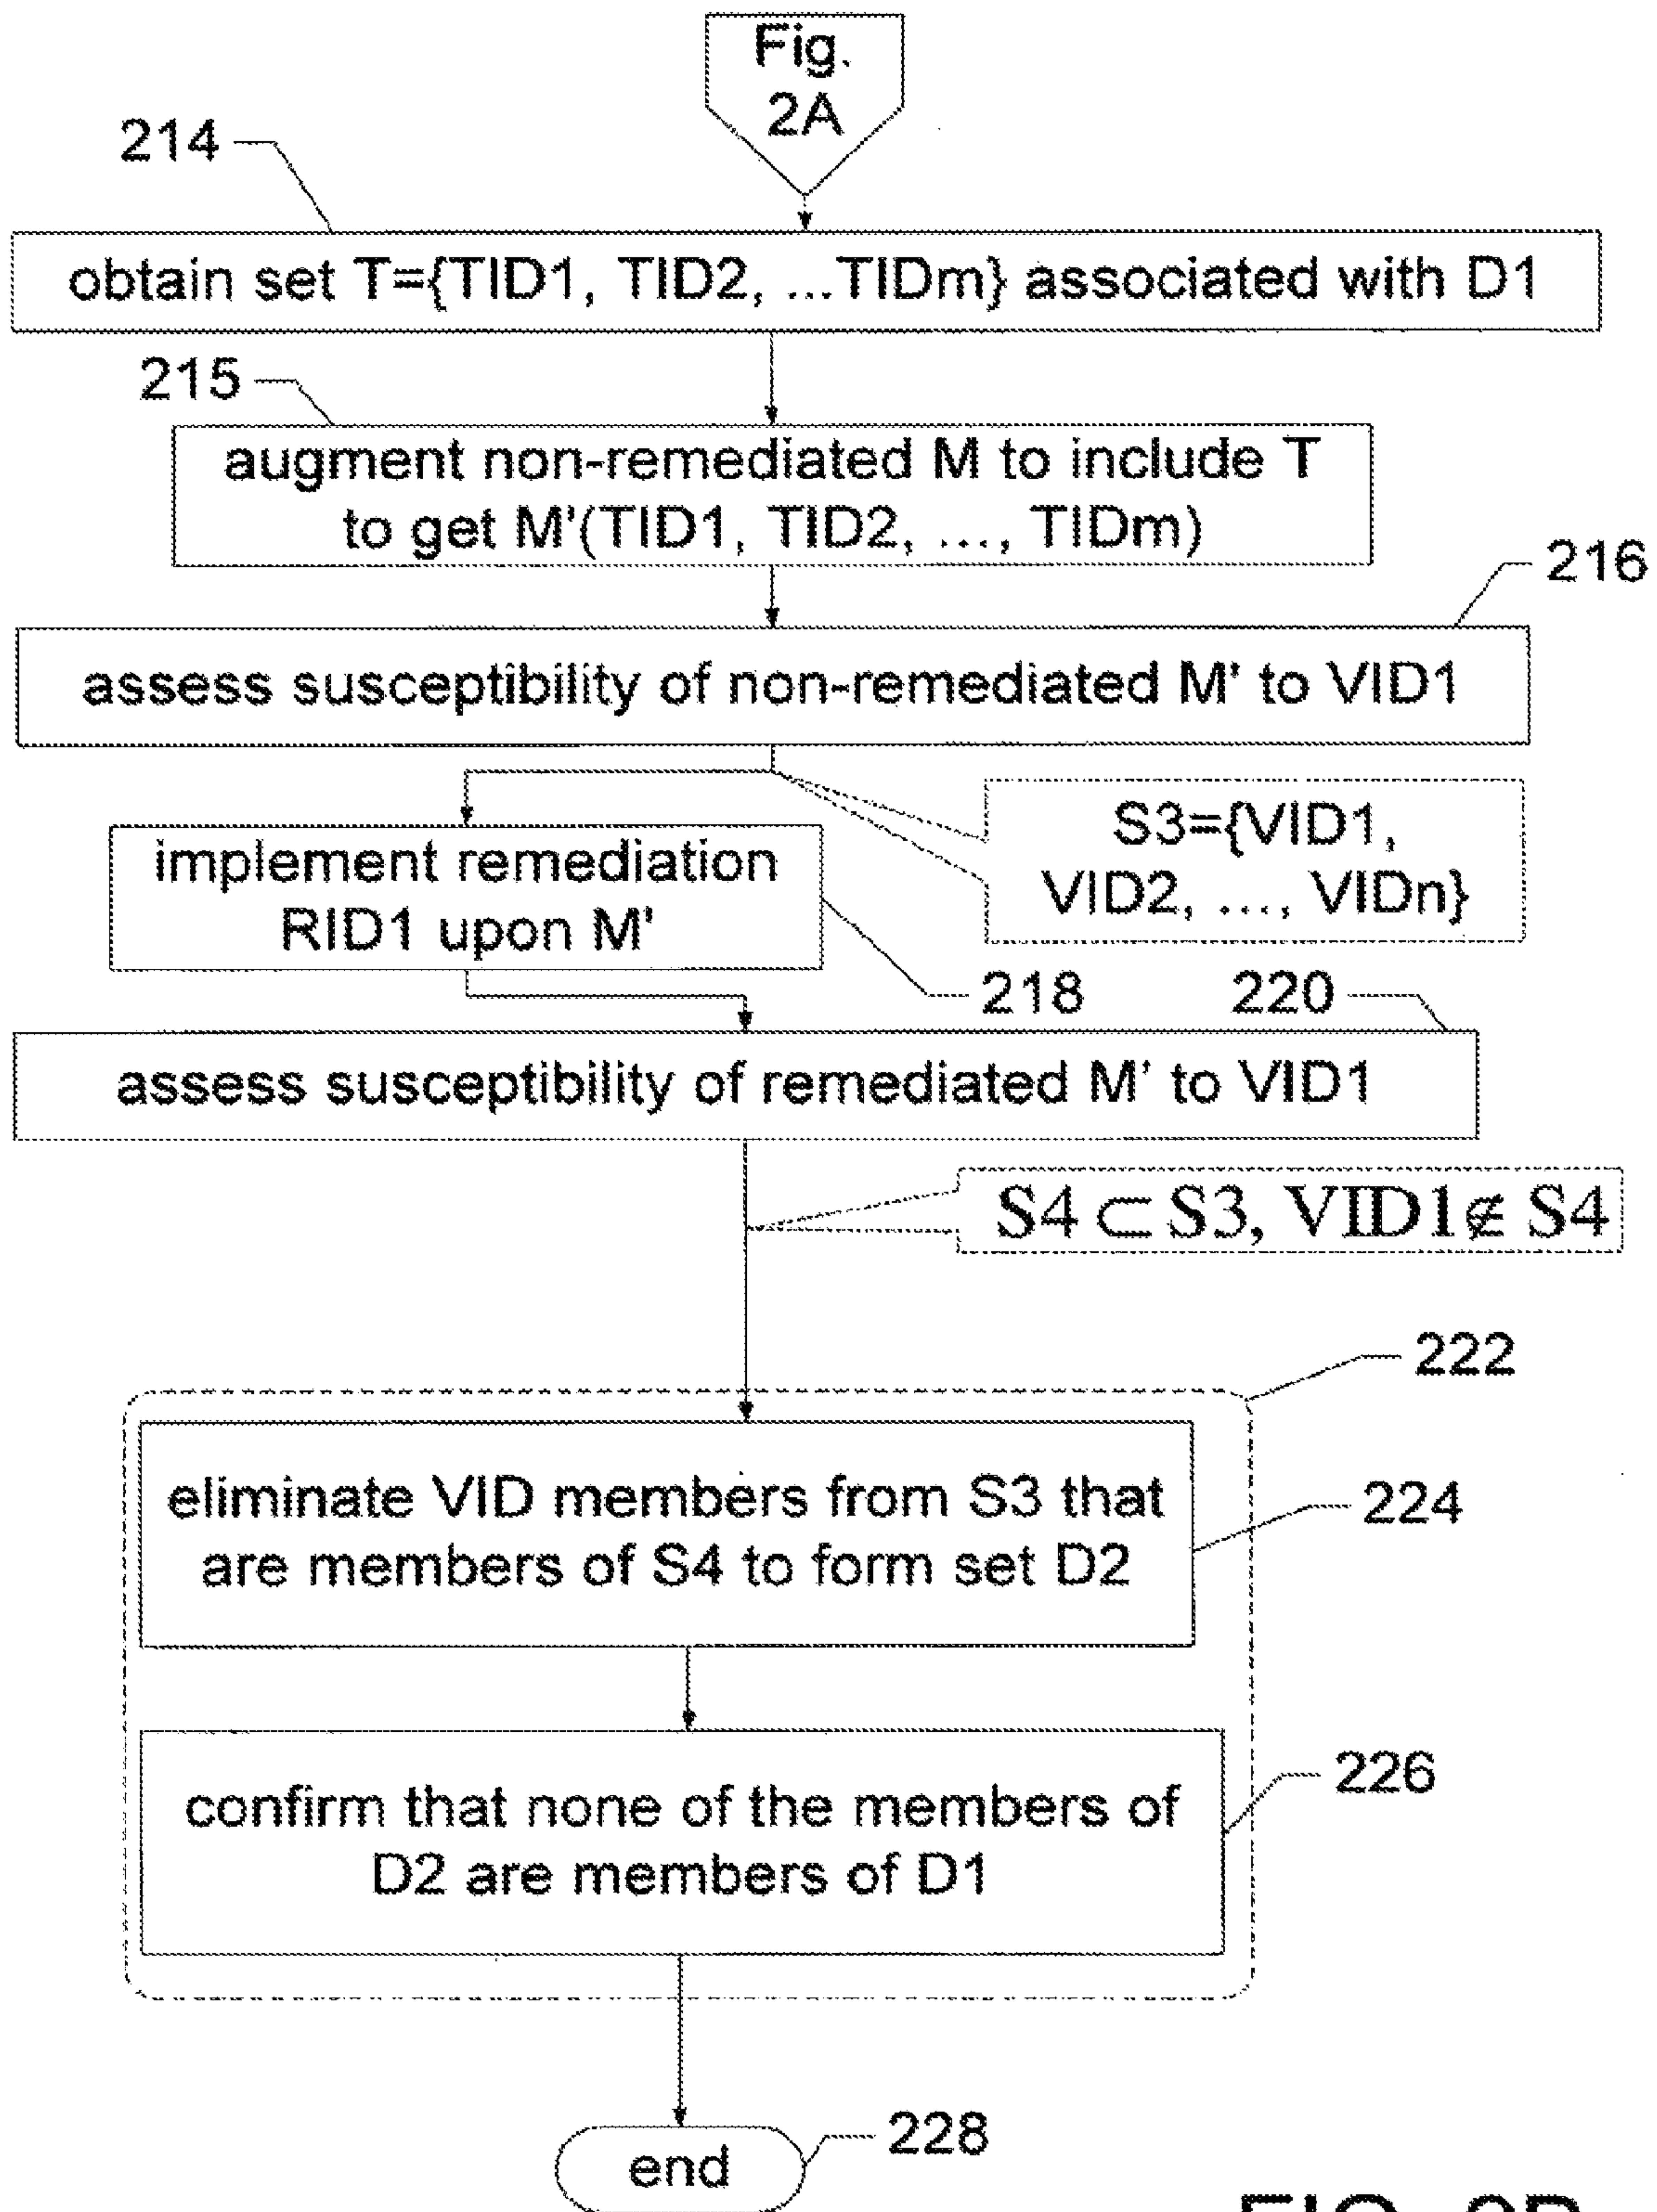 Fig.
2A
214
obtain set T={TID1, TID2, ...TIDm} associated with D1
215
augment non-remediated M to include T
to get M'(TID1, TID2, ..., TIDm)
216
assess susceptibility of non-remediated M' to VID1
S3={VID1,
VID2, ..., VIDn}
implement remediation
RID1 upon M'
218
220
assess susceptibility of remediated M' to VID1
S4 ⊂ S3, VID1∉ S4
222
eliminate VID members from S3 that
are members of S4 to form set D2
224
confirm that none of the members of
D2 are members of D1
226
end
228